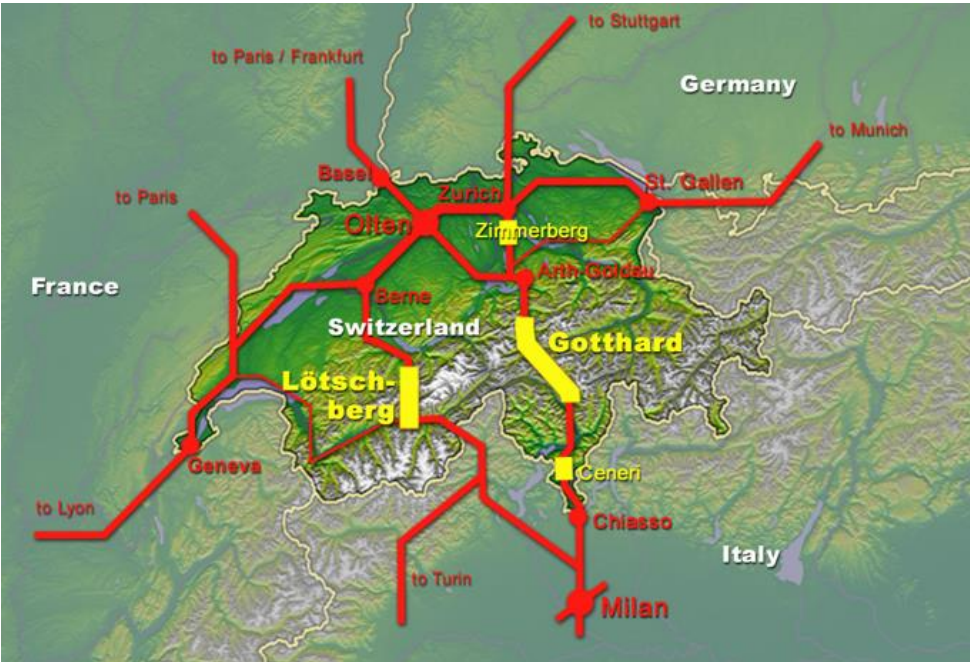 to Stuttgart
to Paris / Frankfurt
Germany
to Munich
Basel
Zurich
St. Gallen
to Paris
Olten
Zimmerberg
Arth-Goldau
France
Berne
Switzerland
Gotthard
Lötsch-
berg
Geneva
Ceneri
to Lyon
Chiasso
Italy
to Turin
Milan